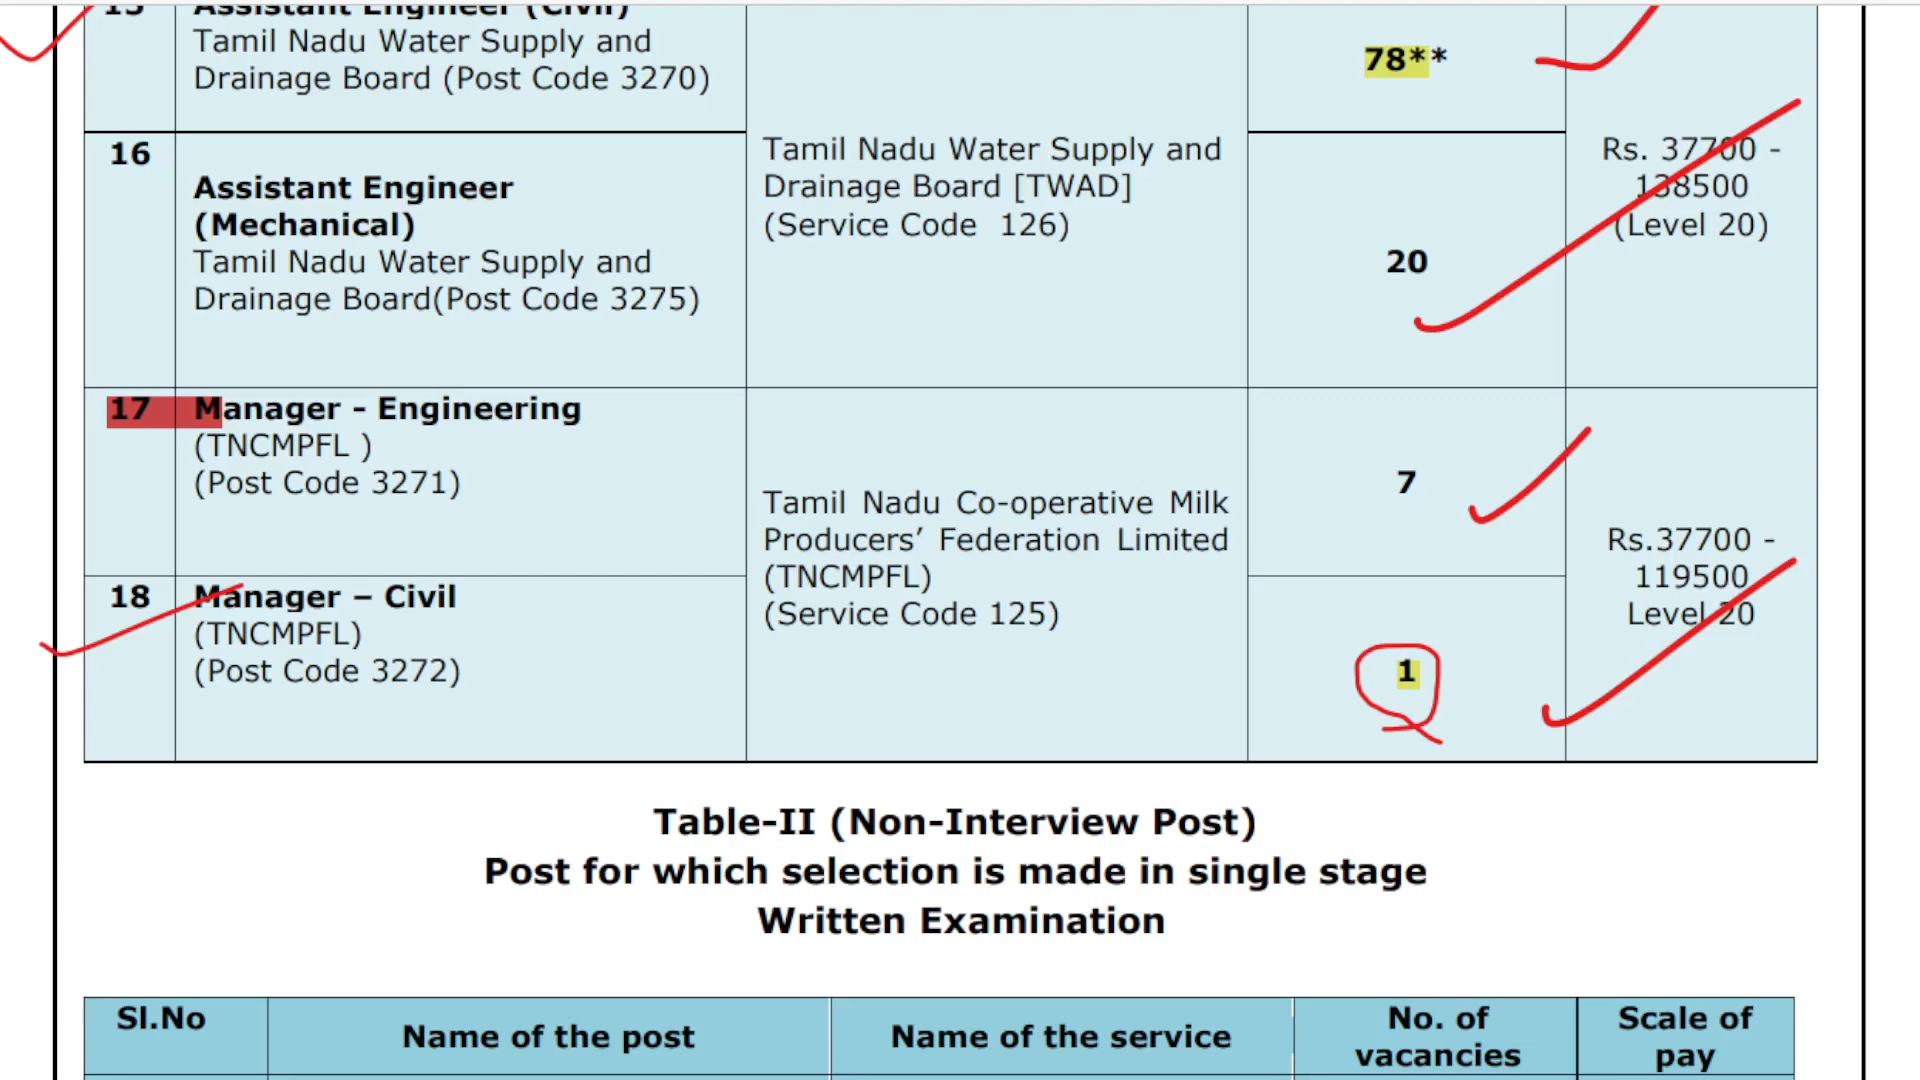 15
Assistant Engineer (Civil)
Tamil Nadu Water Supply and
Drainage Board (Post Code 3270)
78**
16
Assistant Engineer
(Mechanical)
Tamil Nadu Water Supply and
Drainage Board(Post Code 3275)
Tamil Nadu Water Supply and
Drainage Board [TWAD]
(Service Code 126)
20
Rs. 37700 -
138500
(Level 20)
17
Manager - Engineering
(TNCMPFL )
(Post Code 3271)
7
18
Manager – Civil
(TNCMPFL)
(Post Code 3272)
Tamil Nadu Co-operative Milk
Producers’ Federation Limited
(TNCMPFL)
(Service Code 125)
1
Rs.37700 -
119500
Level 20
Table-II (Non-Interview Post)
Post for which selection is made in single stage
Written Examination
Sl.No
Name of the post
Name of the service
No. of
vacancies
Scale of
pay